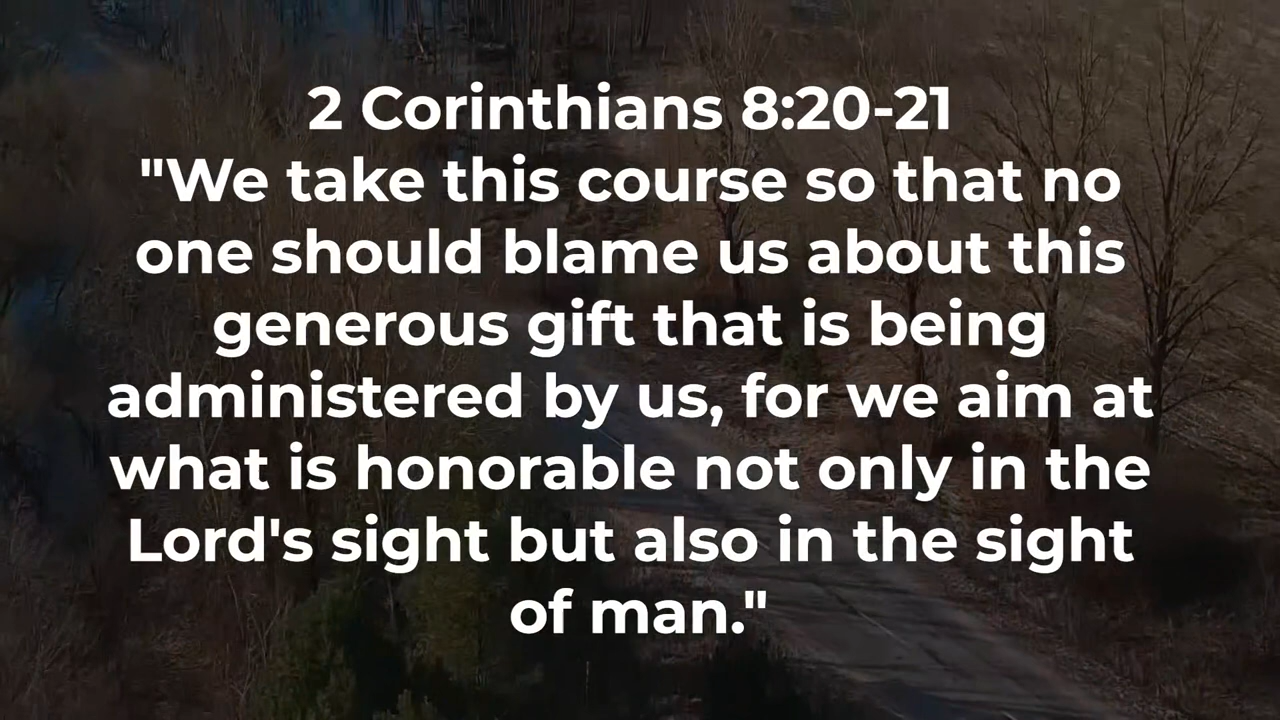 2 Corinthians 8:20-21
"We take this course so that no
one should blame us about this
generous gift that is being
administered by us, for we aim at
what is honorable not only in the
Lord's sight but also in the sight
of man."